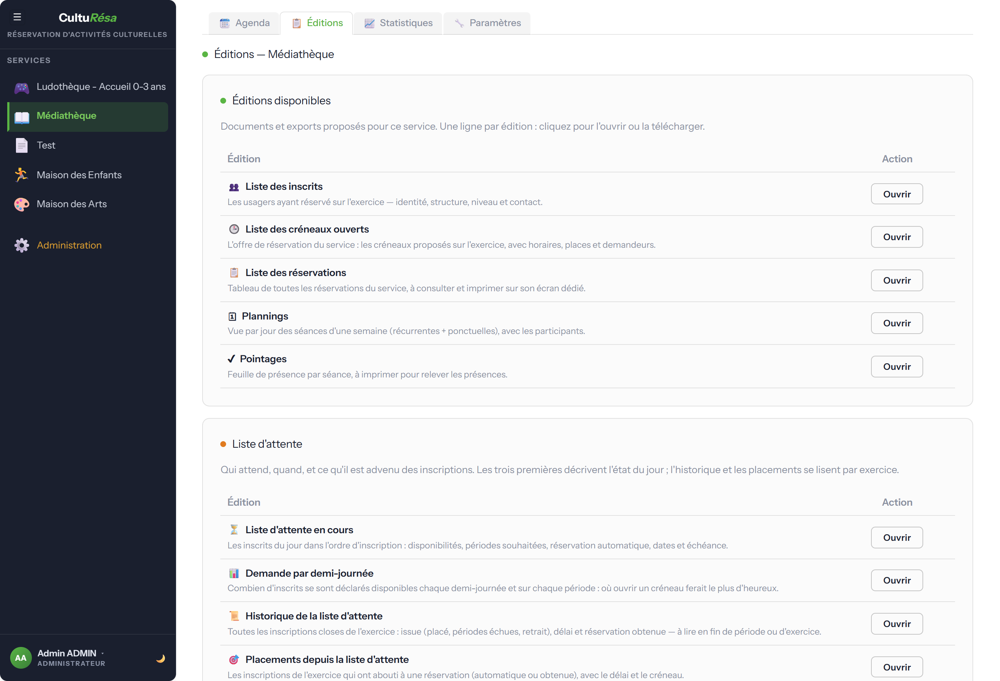 CultuRésa
RÉSERVATION D'ACTIVITÉS CULTURELLES
SERVICES
Ludothèque - Accueil 0-3 ans
Médiathèque
Test
Maison des Enfants
Maison des Arts
Administration
AA
Admin ADMIN
ADMINISTRATEUR
Agenda
Éditions
Statistiques
Paramètres
Éditions — Médiathèque
Éditions disponibles
Documents et exports proposés pour ce service. Une ligne par édition : cliquez pour l'ouvrir ou la télécharger.
Édition Action
Liste des inscrits
Les usagers ayant réservé sur l'exercice — identité, structure, niveau et contact.
Ouvrir
Liste des créneaux ouverts
L'offre de réservation du service : les créneaux proposés sur l'exercice, avec horaires, places et demandeurs.
Ouvrir
Liste des réservations
Tableau de toutes les réservations du service, à consulter et imprimer sur son écran dédié.
Ouvrir
Plannings
Vue par jour des séances d'une semaine (récurrentes + ponctuelles), avec les participants.
Ouvrir
Pointages
Feuille de présence par séance, à imprimer pour relever les présences.
Ouvrir
Liste d'attente
Qui attend, quand, et ce qu'il est advenu des inscriptions. Les trois premières décrivent l'état du jour ; l'historique et les placements se lisent par exercice.
Édition Action
Liste d'attente en cours
Les inscrits du jour dans l'ordre d'inscription : disponibilités, périodes souhaitées, réservation automatique, dates et échéance.
Ouvrir
Demande par demi-journée
Combien d'inscrits se sont déclarés disponibles chaque demi-journée et sur chaque période : où ouvrir un créneau ferait le plus d'heureux.
Ouvrir
Historique de la liste d'attente
Toutes les inscriptions closes de l'exercice : issue (placé, périodes échues, retrait), délai et réservation obtenue — à lire en fin de période ou d'exercice.
Ouvrir
Placements depuis la liste d'attente
Les inscriptions de l'exercice qui ont abouti à une réservation (automatique ou obtenue), avec le délai et le créneau.
Ouvrir